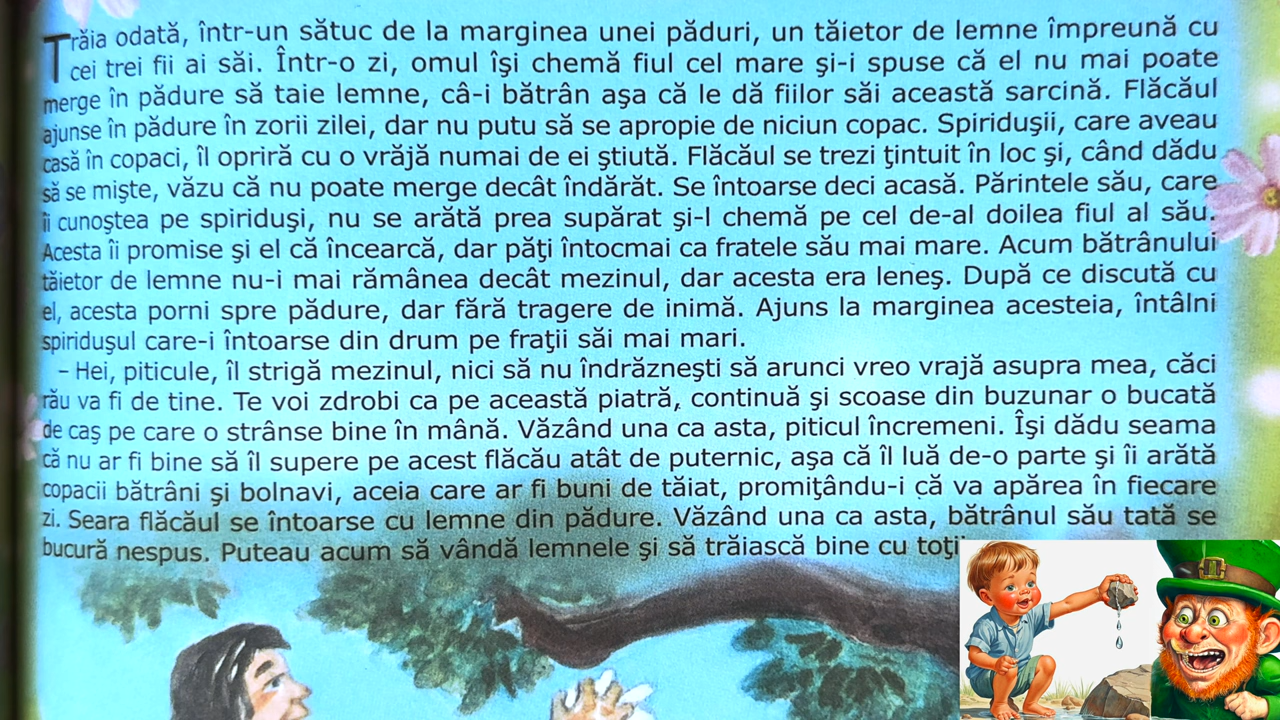 Trăia odată, într-un sătuc de la marginea unei păduri, un tăietor de lemne împreună cu
cei trei fii ai săi. Într-o zi, omul îşi chemă fiul cel mare şi-i spuse că el nu mai poate
merge în pădure să taie lemne, câ-i bătrân aşa că le dă fiilor săi această sarcină. Flăcăul
ajunse în pădure în zorii zilei, dar nu putu să se apropie de niciun copac. Spiriduşii, care aveau
casă în copaci, îl opriră cu o vrăjă numai de ei ştiută. Flăcăul se trezi ţintuit în loc şi, când dădu
să se mişte, văzu că nu poate merge decât îndărăt. Se întoarse deci acasă. Părintele său, care
îi cunoştea pe spiriduşi, nu se arătă prea supărat şi-l chemă pe cel de-al doilea fiul al său.
Acesta îi promise şi el că încearcă, dar păţi întocmai ca fratele său mai mare. Acum bătrânului
tăietor de lemne nu-i mai rămânea decât mezinul, dar acesta era leneş. După ce discută cu
el, acesta porni spre pădure, dar fără tragere de inimă. Ajuns la marginea acesteia, întâlni
spiriduşul care-i întoarse din drum pe fraţii săi mai mari.
– Hei, piticule, îl strigă mezinul, nici să nu îndrăzneşti să arunci vreo vrajă asupra mea, căci
rău va fi de tine. Te voi zdrobi ca pe această piatră, continuă şi scoase din buzunar o bucată
de caş pe care o strânse bine în mână. Văzând una ca asta, piticul încremeni. Îşi dădu seama
că nu ar fi bine să îl supere pe acest flăcău atât de puternic, aşa că îl luă de-o parte şi îi arătă
copacii bătrâni şi bolnavi, aceia care ar fi buni de tăiat, promiţându-i că va apărea în fiecare
zi. Seara flăcăul se întoarse cu lemne din pădure. Văzând una ca asta, bătrânul său tată se
bucură nespus. Puteau acum să vândă lemnele şi să trăiască bine cu